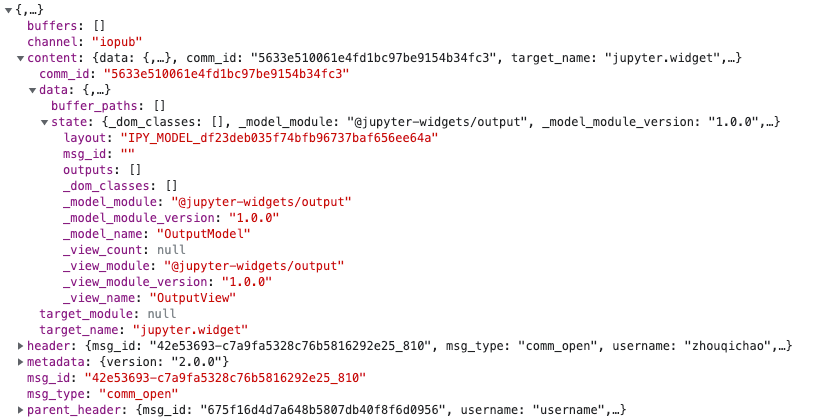 {,…}
buffers: []
channel: "iopub"
content: {data: {,…}, comm_id: "5633e510061e4fd1bc97be9154b34fc3", target_name: "jupyter.widget",…}
comm_id: "5633e510061e4fd1bc97be9154b34fc3"
data: {,…}
buffer_paths: []
state: {_dom_classes: [], _model_module: "@jupyter-widgets/output", _model_module_version: "1.0.0",…}
layout: "IPY_MODEL_df23deb035f74bfb96737baf656ee64a"
msg_id: ""
outputs: []
_dom_classes: []
_model_module: "@jupyter-widgets/output"
_model_module_version: "1.0.0"
_model_name: "OutputModel"
_view_count: null
_view_module: "@jupyter-widgets/output"
_view_module_version: "1.0.0"
_view_name: "OutputView"
target_module: null
target_name: "jupyter.widget"
header: {msg_id: "42e53693-c7a9fa5328c76b5816292e25_810", msg_type: "comm_open", username: "zhouqichao",…}
metadata: {version: "2.0.0"}
msg_id: "42e53693-c7a9fa5328c76b5816292e25_810"
msg_type: "comm_open"
parent_header: {msg_id: "675f16d4d7a648b5807db40f8f6d0956", username: "username",…}